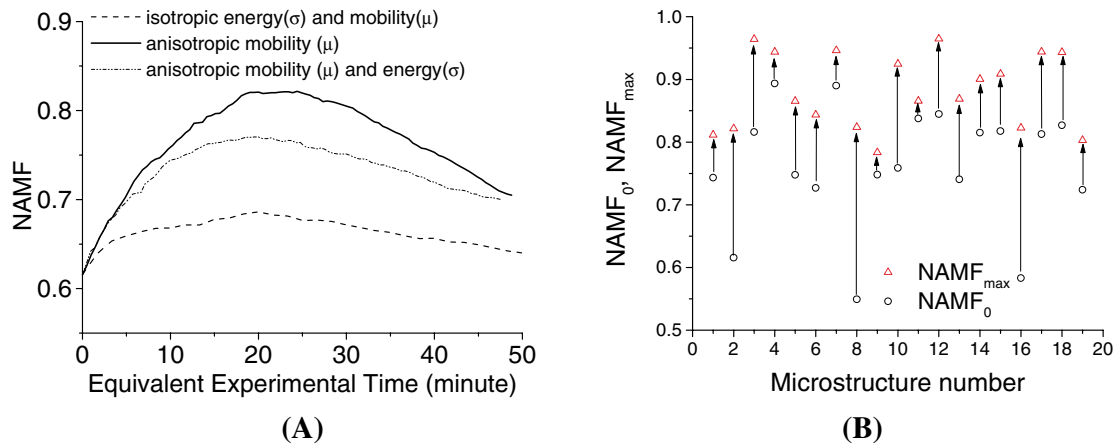 isotropic energy(σ) and mobility(μ)
anisotropic mobility (μ)
anisotropic mobility (μ) and energy(σ)
0.9
0.8
0.7
0.6
NAMF
0 10 20 30 40 50
Equivalent Experimental Time (minute)
(A)
1.0
0.9
0.8
0.7
0.6
0.5
NAMF0, NAMFmax
NAMFmax
NAMF0
0 2 4 6 8 10 12 14 16 18 20
Microstructure number
(B)